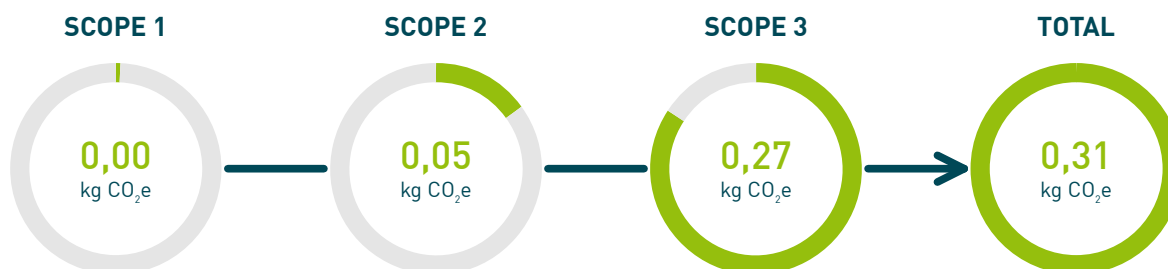 SCOPE 1
0,00
kg CO₂e
SCOPE 2
0,05
kg CO₂e
SCOPE 3
0,27
kg CO₂e
TOTAL
0,31
kg CO₂e